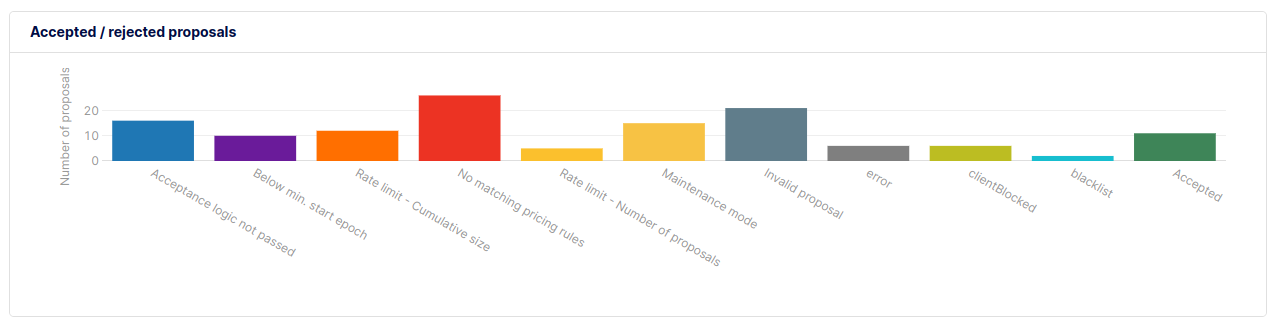 Accepted / rejected proposals
Number of proposals
20
10
0
Acceptance logic not passed
Below min. start epoch
Rate limit - Cumulative size
No matching pricing rules
Rate limit - Number of proposals
Maintenance mode
Invalid proposal
error
clientBlocked
blacklist
Accepted